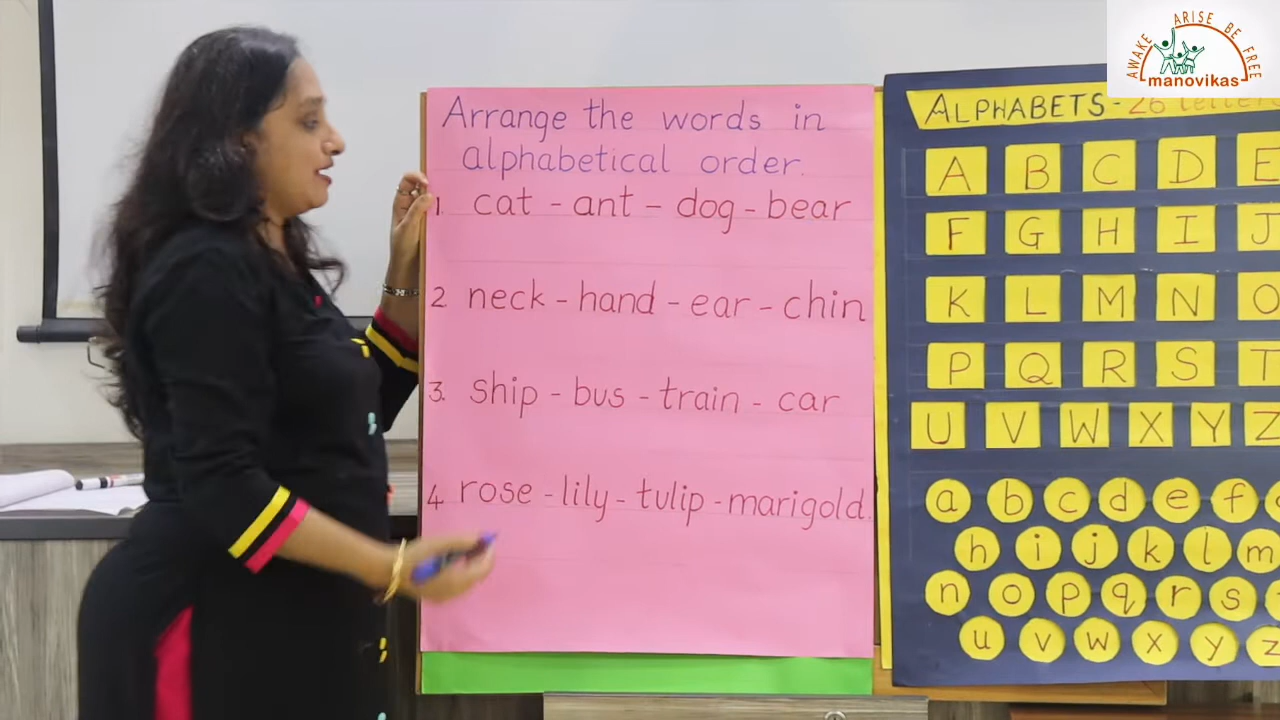 AWAKE ARISE BE FREE
manovikas
Arrange the words in
alphabetical order.
1. cat - ant - dog - bear
2 neck - hand - ear - chin
3. ship - bus - train - car
4 rose - lily - tulip - marigold.
ALPHABETS - 26 letters
A B C D E
F G H I J
K L M N O
P Q R S T
U V W X Y Z
a b c d e f
h i j k l m
n o p q r s
u v w x y z